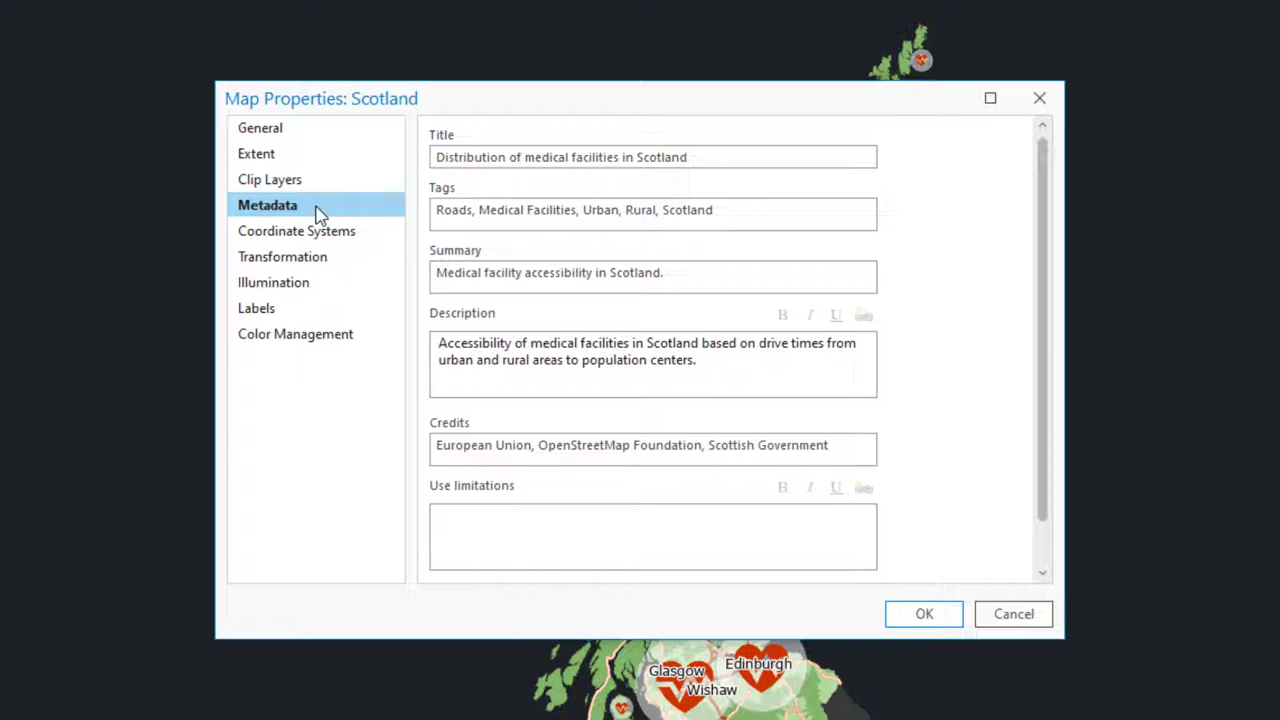 Map Properties: Scotland
General
Extent
Clip Layers
Metadata
Coordinate Systems
Transformation
Illumination
Labels
Color Management
Title
Distribution of medical facilities in Scotland
Tags
Roads, Medical Facilities, Urban, Rural, Scotland
Summary
Medical facility accessibility in Scotland.
Description
B I U
Accessibility of medical facilities in Scotland based on drive times from
urban and rural areas to population centers.
Credits
European Union, OpenStreetMap Foundation, Scottish Government
Use limitations
B I U
OK
Cancel
Glasgow
Edinburgh
Wishaw